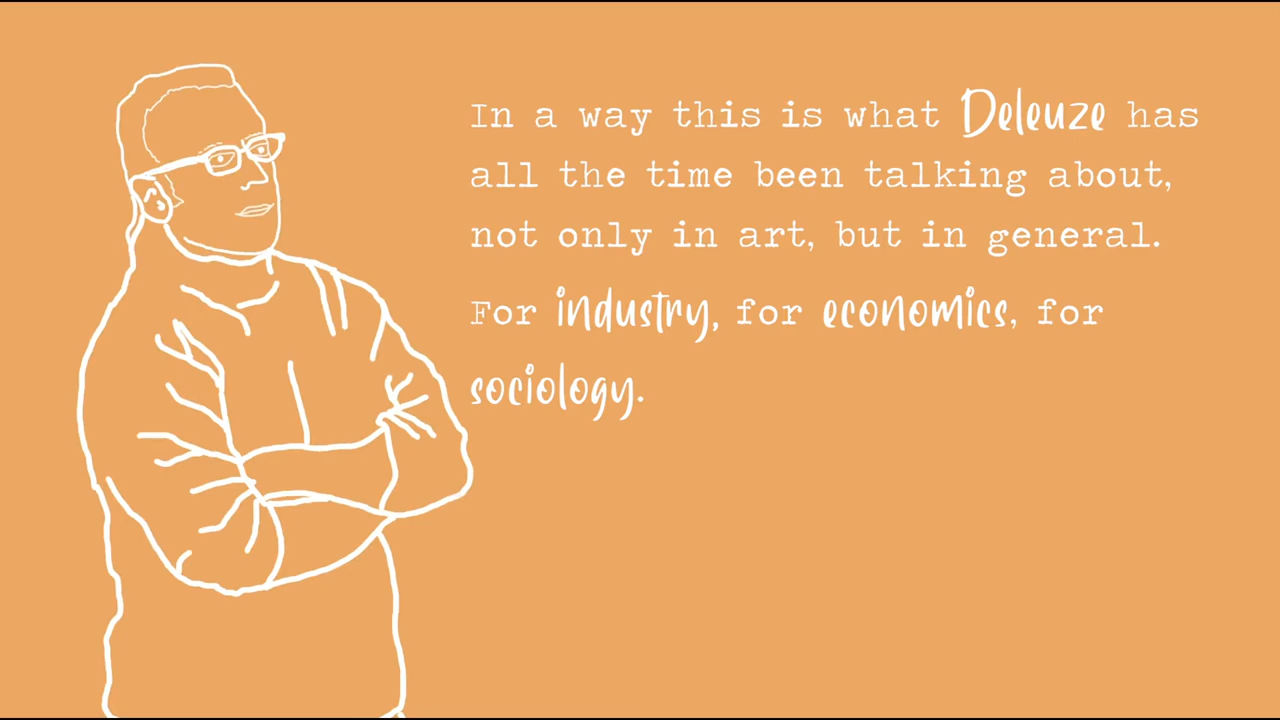 In a way this is what Deleuze has
all the time been talking about,
not only in art, but in general.
For industry, for economics, for
sociology.